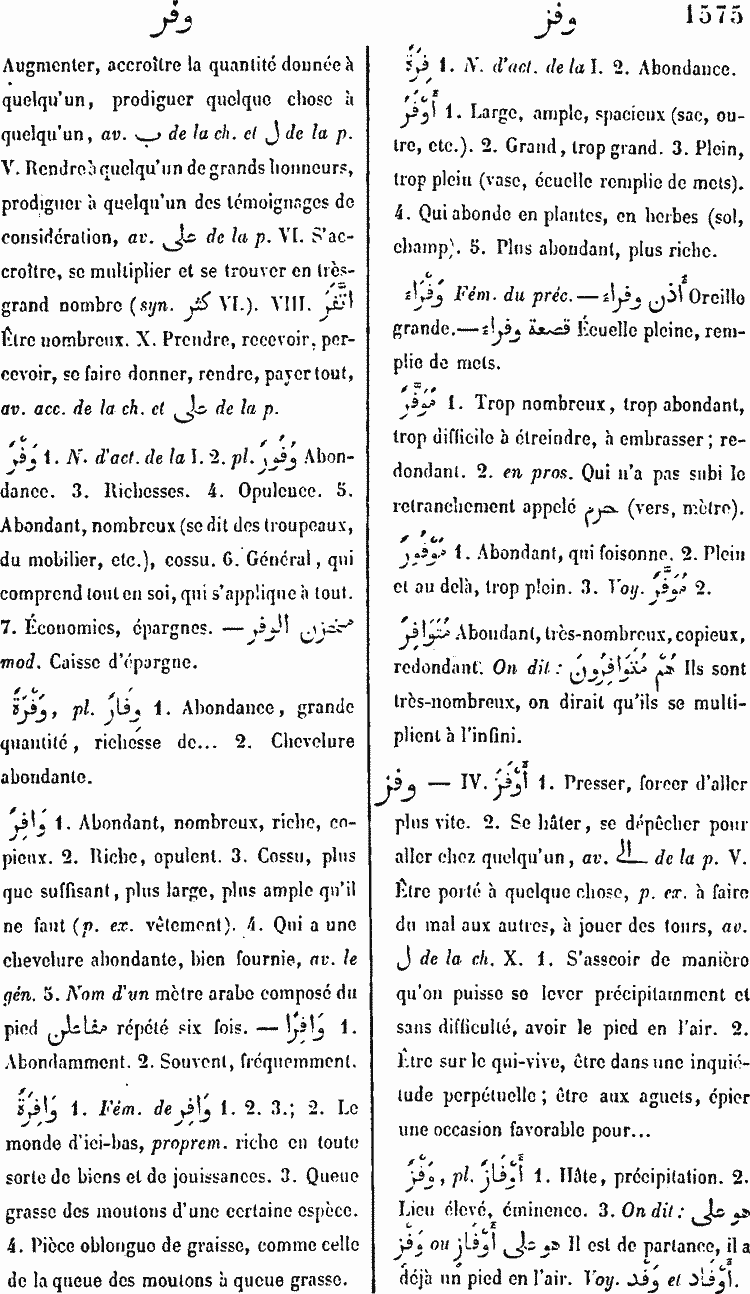 وفر
وفز
1575
Augmenter, accroître la quantité donnée à
quelqu'un, prodiguer quelque chose à
quelqu'un, av. ب de la ch. et ل de la p.
V. Rendre à quelqu'un de grands honneurs,
prodiguer à quelqu'un des témoignages de
considération, av. على de la p. VI. S'ac-
croître, se multiplier et se trouver en très-
grand nombre (syn. كثر VI.). VIII. اتَّفَرَ
Être nombreux. X. Prendre, recevoir, per-
cevoir, se faire donner, rendre, payer tout,
av. acc. de la ch. et على de la p.
وَفْرٌ 1. N. d'act. de la I. 2. pl. وُفُورٌ Abon-
dance. 3. Richesses. 4. Opulence. 5.
Abondant, nombreux (se dit des troupeaux,
du mobilier, etc.), cossu. 6. Général, qui
comprend tout en soi, qui s'applique à tout.
7. Économies, épargnes. — مخزن الوفر
mod. Caisse d'épargne.
وَفْرَةٌ, pl. وِفَارٌ 1. Abondance, grande
quantité, richesse de... 2. Chevelure
abondante.
وَافِرٌ 1. Abondant, nombreux, riche, co-
pieux. 2. Riche, opulent. 3. Cossu, plus
que suffisant, plus large, plus ample qu'il
ne faut (p. ex. vêtement). 4. Qui a une
chevelure abondante, bien fournie, av. le
gén. 5. Nom d'un mètre arabe composé du
pied مفاعلتن répété six fois. — وَافِرًا 1.
Abondamment. 2. Souvent, fréquemment.
وَافِرَةٌ 1. Fém. de وَافِرٌ 1. 2. 3.; 2. Le
monde d'ici-bas, proprem. riche en toute
sorte de biens et de jouissances. 3. Queue
grasse des moutons d'une certaine espèce.
4. Pièce oblongue de graisse, comme celle
de la queue des moutons à queue grasse.
فِرَةٌ 1. N. d'act. de la I. 2. Abondance.
أَوْفَرُ 1. Large, ample, spacieux (sac, ou-
tre, etc.). 2. Grand, trop grand. 3. Plein,
trop plein (vase, écuelle remplie de mets).
4. Qui abonde en plantes, en herbes (sol,
champ). 5. Plus abondant, plus riche.
وَفْرَاءُ Fém. du préc. — أذن وفراء Oreille
grande. — قصعة وفراء Écuelle pleine, rem-
plie de mets.
مُوَفَّرٌ 1. Trop nombreux, trop abondant,
trop difficile à étreindre, à embrasser; re-
dondant. 2. en pros. Qui n'a pas subi le
retranchement appelé خرم (vers, mètre).
مَوْفُورٌ 1. Abondant, qui foisonne. 2. Plein
et au delà, trop plein. 3. Voy. مُوَفَّرٌ 2.
مُتَوَافِرٌ Abondant, très-nombreux, copieux,
redondant. On dit : هُمْ مُتَوَافِرُونَ Ils sont
très-nombreux, on dirait qu'ils se multi-
plient à l'infini.
وفز — IV. أَوْفَزَ 1. Presser, forcer d'aller
plus vite. 2. Se hâter, se dépêcher pour
aller chez quelqu'un, av. الى de la p. V.
Être porté à quelque chose, p. ex. à faire
du mal aux autres, à jouer des tours, av.
ل de la ch. X. 1. S'asseoir de manière
qu'on puisse se lever précipitamment et
sans difficulté, avoir le pied en l'air. 2.
Être sur le qui-vive, être dans une inquié-
tude perpétuelle; être aux aguets, épier
une occasion favorable pour...
وَفْزٌ, pl. أَوْفَازٌ 1. Hâte, précipitation. 2.
Lieu élevé, éminence. 3. On dit : هو على
وَفْزٍ ou هو على أَوْفَازٍ Il est de partance, il a
déjà un pied en l'air. Voy. وَفْد et أَوْفَاد.